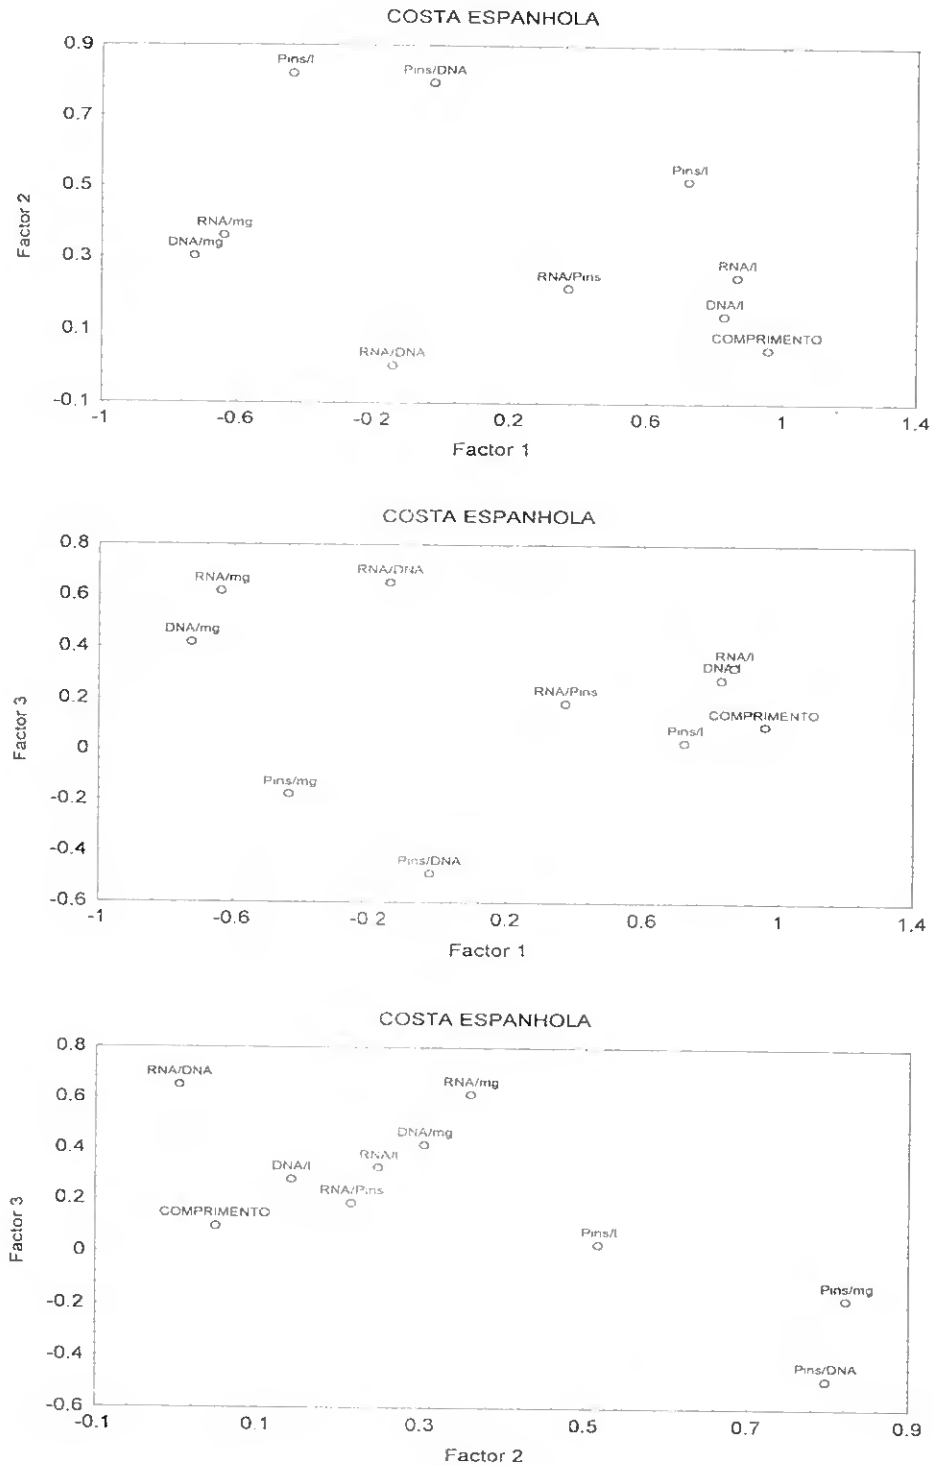 COSTA ESPANHOLA
0.9
Pins/l
Pins/DNA
0.7
Pins/l
0.5
Factor 2
RNA/mg
DNA/mg
0.3
RNA/Pins
RNA/l
DNA/l
0.1
RNA/DNA
COMPRIMENTO
-0.1
-1 -0.6 -0 2 0.2 0.6 1 1.4
Factor 1
COSTA ESPANHOLA
0.8
RNA/mg
RNA/DNA
0.6
DNA/mg
0.4
RNA/l
DNA/l
0.2
RNA/Pins
COMPRIMENTO
Factor 3
0
Pins/l
Pins/mg
-0.2
-0.4
Pins/DNA
-0.6
-1 -0.6 -0 2 0.2 0.6 1 1.4
Factor 1
COSTA ESPANHOLA
0.8
RNA/DNA
RNA/mg
0.6
DNA/mg
0.4
RNA/l
DNA/l
RNA/Pins
0.2
COMPRIMENTO
Factor 3
0
Pins/l
Pins/mg
-0.2
-0.4
Pins/DNA
-0.6
-0.1 0.1 0.3 0.5 0.7 0.9
Factor 2